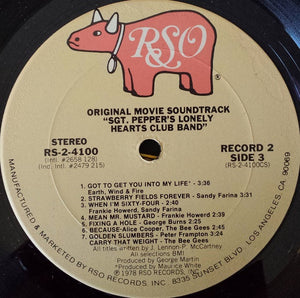 RSO
®
ORIGINAL MOVIE SOUNDTRACK
"SGT. PEPPER'S LONELY
HEARTS CLUB BAND"
STEREO
RS-2-4100
(Intl. #2658 128)
(Inc. Intl. #2479 215)
RECORD 2
SIDE 3
(RS-2-4100CS)
1. GOT TO GET YOU INTO MY LIFE* - 3:36
Earth, Wind & Fire
2. STRAWBERRY FIELDS FOREVER - Sandy Farina 3:31
3. WHEN I'M SIXTY-FOUR - 2:40
Frankie Howerd, Sandy Farina
4. MEAN MR. MUSTARD - Frankie Howerd 2:39
5. FIXING A HOLE - George Burns 2:25
6. BECAUSE-Alice Cooper, The Bee Gees 2:45
7. GOLDEN SLUMBERS - Peter Frampton 3:24
CARRY THAT WEIGHT - The Bee Gees
All titles by J. Lennon-P. McCartney
All selections BMI
Produced by George Martin
*Produced by Maurice White
℗ 1978 RSO RECORDS, INC.
MANUFACTURED & MARKETED BY RSO RECORDS, INC. 8335 SUNSET BLVD., LOS ANGELES, CA. 90069